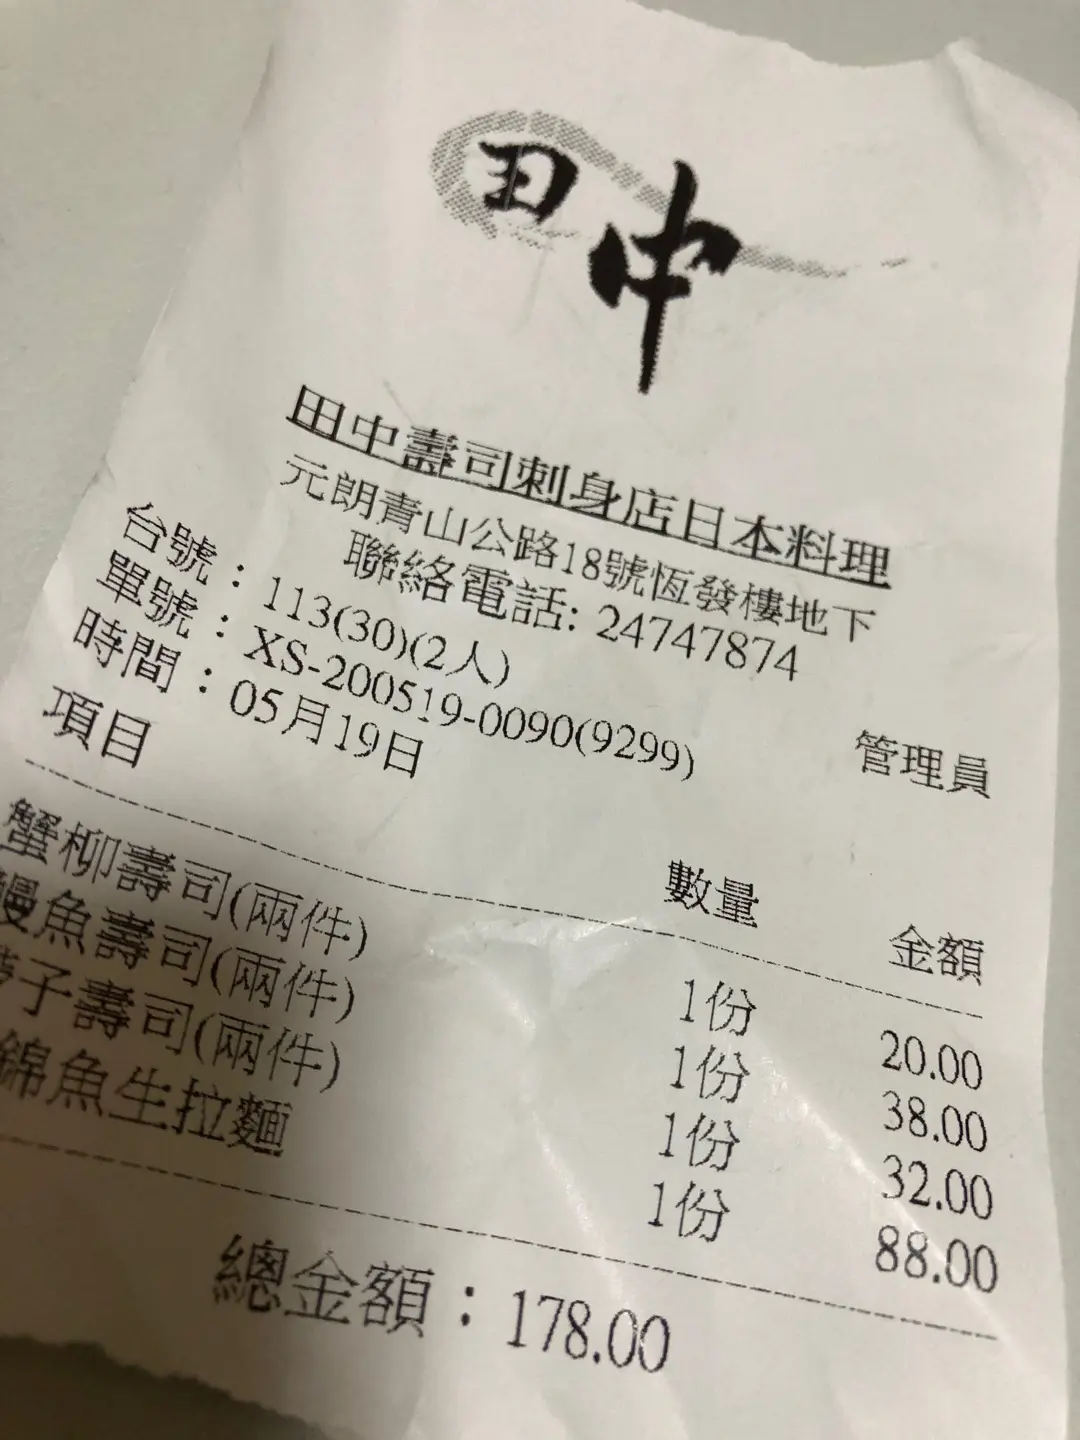 田中
田中壽司刺身店日本料理
元朗青山公路18號恆發樓地下
聯絡電話: 24747874
台號：113(30)(2人)
單號：XS-200519-0090(9299)
時間：05月19日 管理員
項目 數量 金額
蟹柳壽司(兩件) 1份 20.00
鰻魚壽司(兩件) 1份 38.00
子壽司(兩件) 1份 32.00
錦魚生拉麵 1份 88.00
總金額：178.00